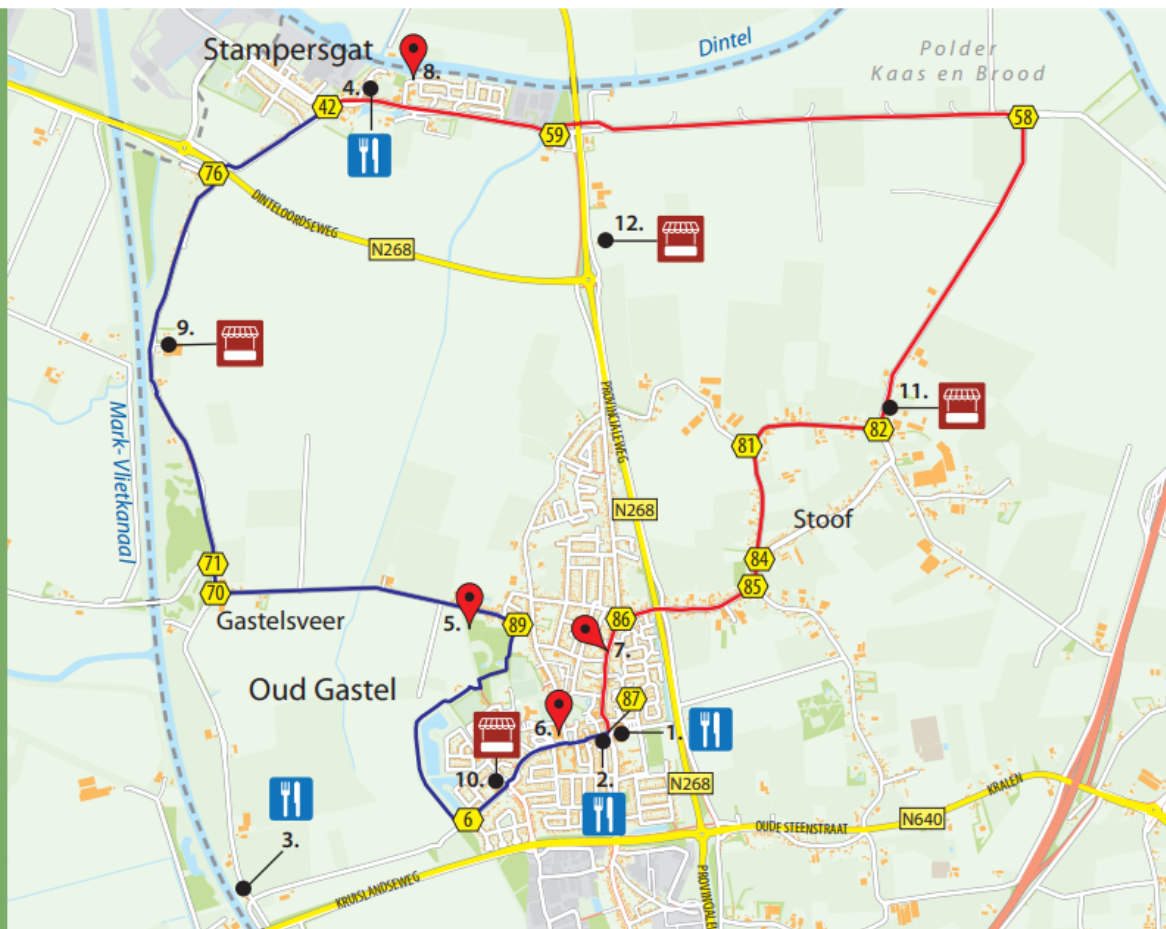 Stampersgat
Dintel
Polder
Kaas en Brood
8.
4.
42
59
58
76
DINTELOORDSEWEG
N268
12.
9.
PROVINCIALEWEG
11.
82
81
Mark-Vlietkanaal
N268
Stoof
71
84
70
85
Gastelsveer
5.
89
86
7.
Oud Gastel
87
6.
1.
10.
2.
N268
6
3.
KRUISLANDSEWEG
OUDE STEENSTRAAT
N640
KRALEN
PROVINCIALE